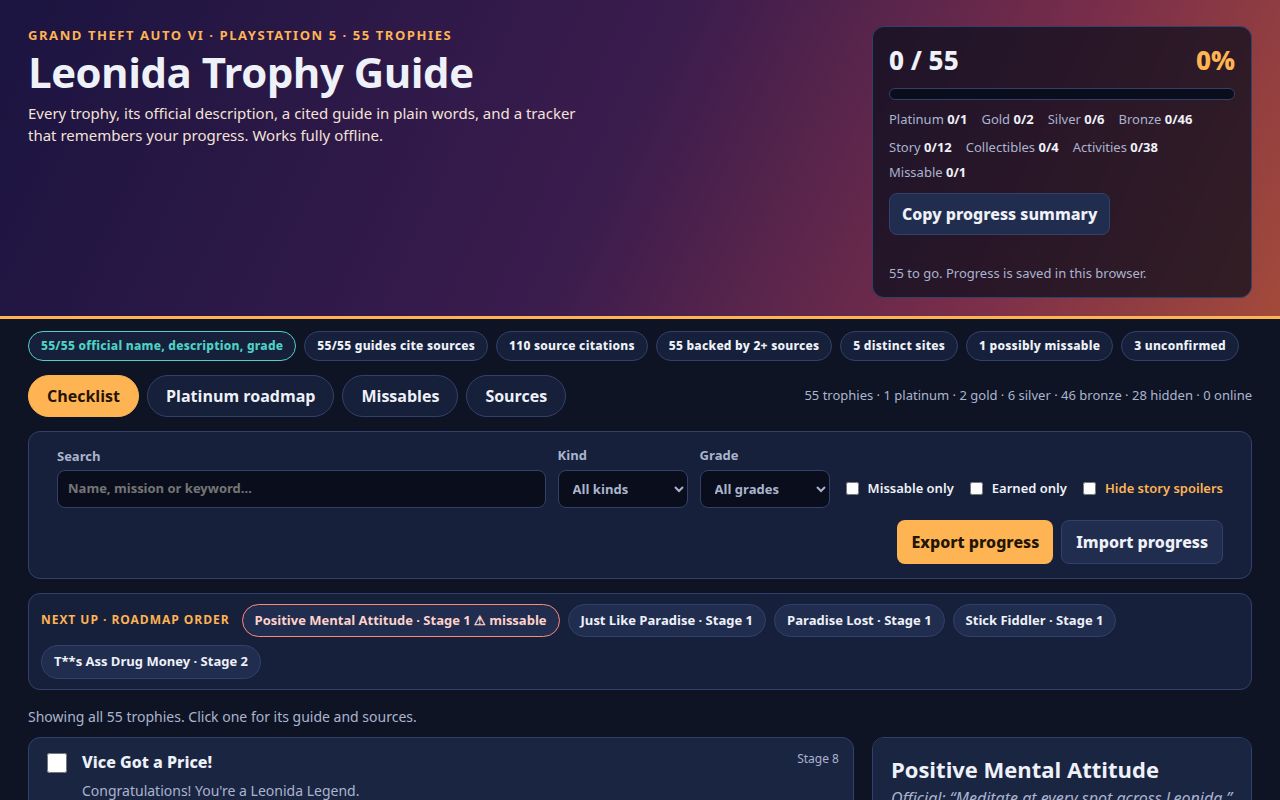 GRAND THEFT AUTO VI · PLAYSTATION 5 · 55 TROPHIES
Leonida Trophy Guide
Every trophy, its official description, a cited guide in plain words, and a tracker
that remembers your progress. Works fully offline.
0 / 55 0%
Platinum 0/1 Gold 0/2 Silver 0/6 Bronze 0/46
Story 0/12 Collectibles 0/4 Activities 0/38
Missable 0/1
Copy progress summary
55 to go. Progress is saved in this browser.
55/55 official name, description, grade 55/55 guides cite sources 110 source citations 55 backed by 2+ sources 5 distinct sites 1 possibly missable 3 unconfirmed
Checklist Platinum roadmap Missables Sources 55 trophies · 1 platinum · 2 gold · 6 silver · 46 bronze · 28 hidden · 0 online
Search Kind Grade
Name, mission or keyword... All kinds All grades Missable only Earned only Hide story spoilers
Export progress Import progress
NEXT UP · ROADMAP ORDER Positive Mental Attitude · Stage 1 ⚠ missable Just Like Paradise · Stage 1 Paradise Lost · Stage 1 Stick Fiddler · Stage 1
T**s Ass Drug Money · Stage 2
Showing all 55 trophies. Click one for its guide and sources.
Vice Got a Price! Stage 8
Congratulations! You're a Leonida Legend.
Positive Mental Attitude
Official: “Meditate at every spot across Leonida.”